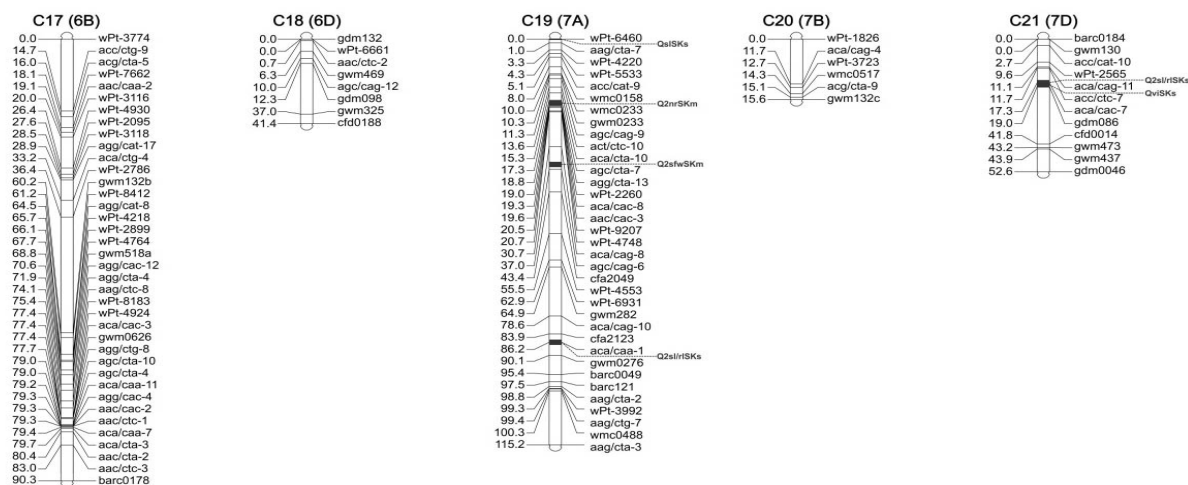 C17 (6B)
0.0 wPt-3774
14.7 acc/ctg-9
16.0 acg/cta-5
18.1 wPt-7662
19.1 aac/caa-2
20.0 wPt-3116
26.4 wPt-4930
27.6 wPt-2095
28.5 wPt-3118
28.9 agg/cat-17
33.2 aca/ctg-4
36.4 wPt-2786
60.2 gwm132b
61.2 wPt-8412
64.5 agg/cat-8
65.7 wPt-4218
66.1 wPt-2899
67.7 wPt-4764
68.8 gwm518a
70.6 agg/cac-12
71.9 agg/cta-4
74.1 aag/ctc-8
75.4 wPt-8183
77.4 wPt-4924
77.4 aca/cac-3
77.4 gwm0626
77.7 agg/ctg-8
79.0 agc/cta-10
79.0 agc/cta-4
79.2 aca/caa-11
79.3 agg/cac-4
79.3 aac/cac-2
79.3 aac/ctc-1
79.4 aca/caa-7
79.7 aca/cta-3
80.4 aca/cta-2
83.0 aac/ctc-3
90.3 barc0178
C18 (6D)
0.0 gdm132
0.0 wPt-6661
0.7 aac/ctc-2
6.3 gwm469
10.0 agc/cag-12
12.3 gdm098
37.0 gwm325
41.4 cfd0188
C19 (7A)
0.0 wPt-6460
QslSKs
1.0 aag/cta-7
3.3 wPt-4220
4.3 wPt-5533
5.1 acc/cat-9
8.0 wmc0158
Q2nrSKm
10.0 wmc0233
10.3 gwm0233
11.3 agc/cag-9
13.6 act/ctc-10
15.3 aca/cta-10
Q2sfwSKm
17.3 agc/cta-7
18.8 agg/cta-13
19.0 wPt-2260
19.3 aca/cac-8
19.6 aac/cac-3
20.5 wPt-9207
20.7 wPt-4748
30.7 aca/cag-8
37.0 agc/cag-6
43.4 cfa2049
55.5 wPt-4553
62.9 wPt-6931
64.9 gwm282
78.6 aca/cag-10
83.9 cfa2123
86.2 aca/caa-1
Q2sl/rlSKs
90.1 gwm0276
95.4 barc0049
97.5 barc121
98.8 aag/cta-2
99.3 wPt-3992
99.4 aag/ctg-7
100.3 wmc0488
115.2 aag/cta-3
C20 (7B)
0.0 wPt-1826
11.7 aca/cag-4
12.7 wPt-3723
14.3 wmc0517
15.1 acg/cta-9
15.6 gwm132c
C21 (7D)
0.0 barc0184
0.0 gwm130
2.7 acc/cat-10
9.6 wPt-2565
Q2sl/rlSKs
11.1 aca/cag-11
QviSKs
11.7 acc/ctc-7
17.3 aca/cac-7
19.0 gdm086
41.8 cfd0014
43.2 gwm473
43.9 gwm437
52.6 gdm0046